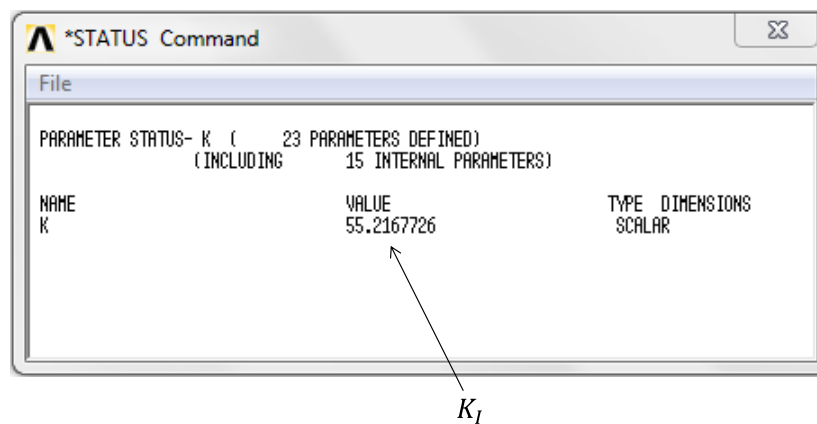 *STATUS Command
File
PARAMETER STATUS- K ( 23 PARAMETERS DEFINED)
(INCLUDING 15 INTERNAL PARAMETERS)
NAME VALUE TYPE DIMENSIONS
K 55.2167726 SCALAR
K_I